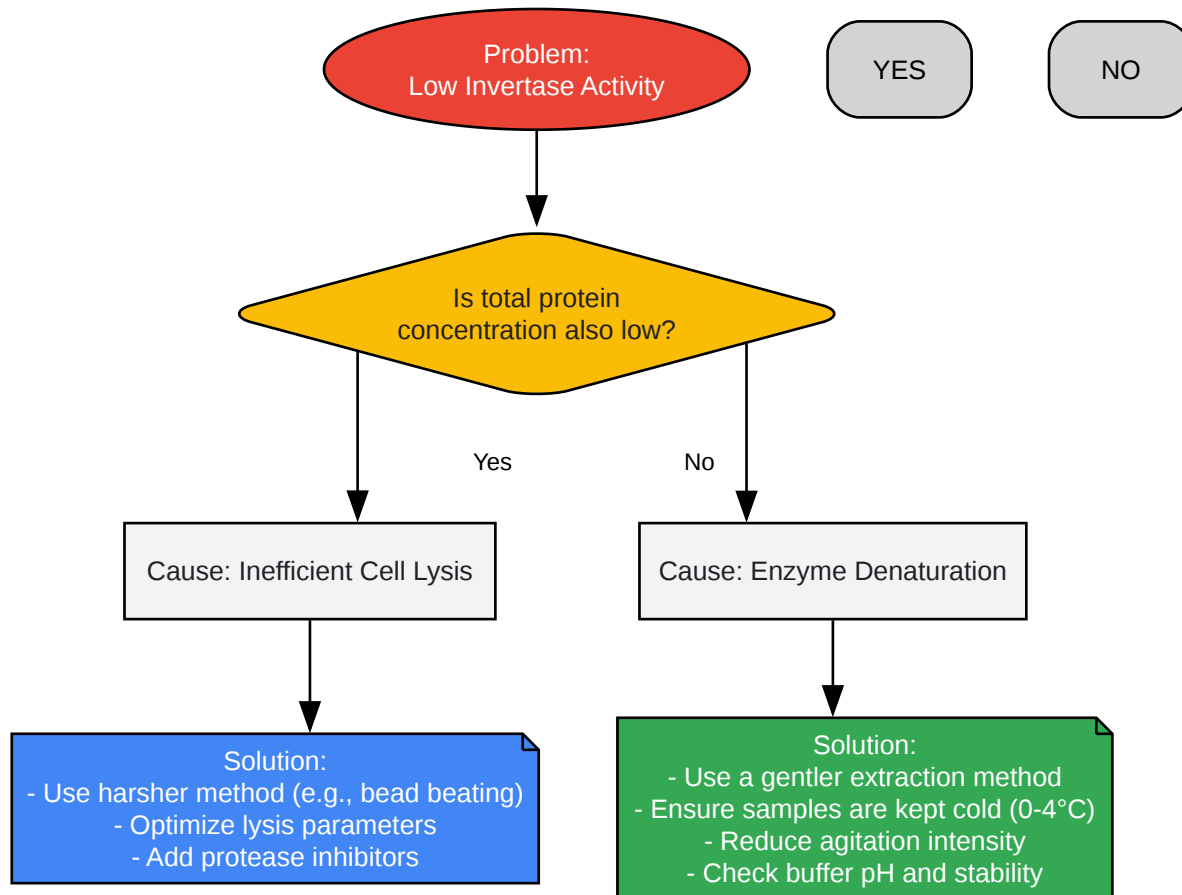 Problem:
Low Invertase Activity
YES
NO
Is total protein
concentration also low?
Yes
No
Cause: Inefficient Cell Lysis
Cause: Enzyme Denaturation
Solution:
- Use harsher method (e.g., bead beating)
- Optimize lysis parameters
- Add protease inhibitors
Solution:
- Use a gentler extraction method
- Ensure samples are kept cold (0-4°C)
- Reduce agitation intensity
- Check buffer pH and stability